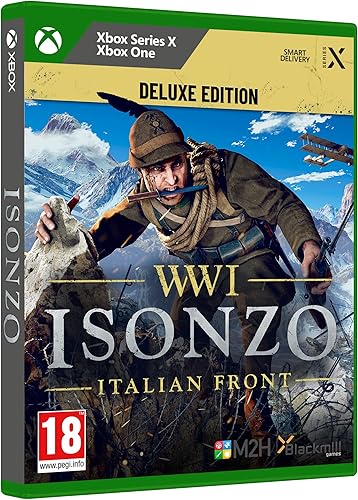 XBOX
ISONZO
Xbox Series X
Xbox One
SMART
DELIVERY
SERIES X
DELUXE EDITION
WWI
ISONZO
ITALIAN FRONT
18
www.pegi.info
M2H
Blackmill
games